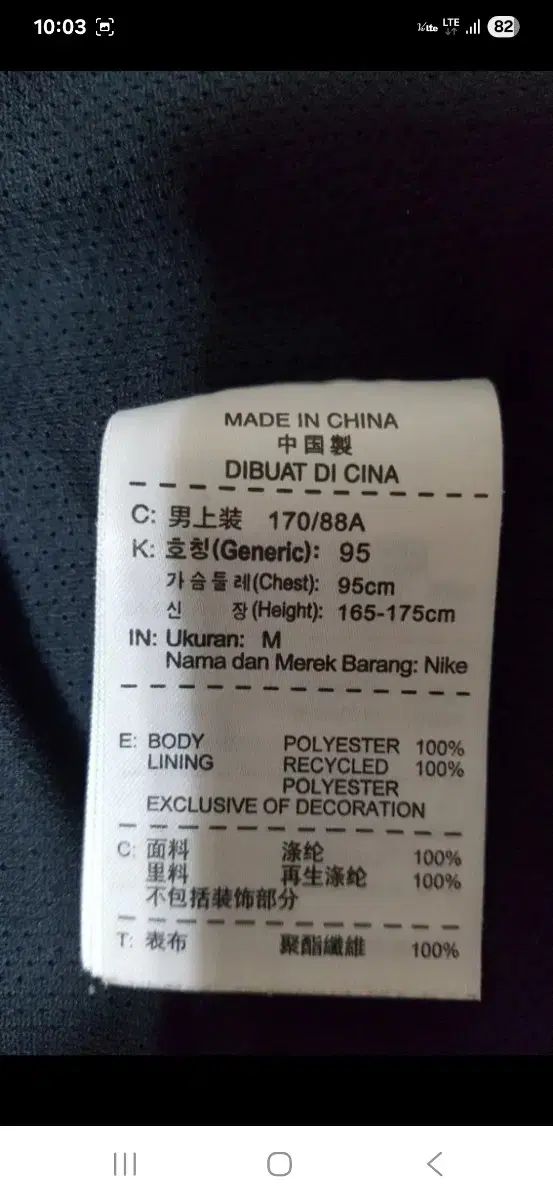 10:03
LTE
82
MADE IN CHINA
中国製
DIBUAT DI CINA
C: 男上装 170/88A
K: 호칭(Generic): 95
가슴둘레(Chest): 95cm
신 장(Height): 165-175cm
IN: Ukuran: M
Nama dan Merek Barang: Nike
E: BODY POLYESTER 100%
LINING RECYCLED 100%
POLYESTER
EXCLUSIVE OF DECORATION
C: 面料 涤纶 100%
里料 再生涤纶 100%
不包括装饰部分
T: 表布 聚酯纖維 100%